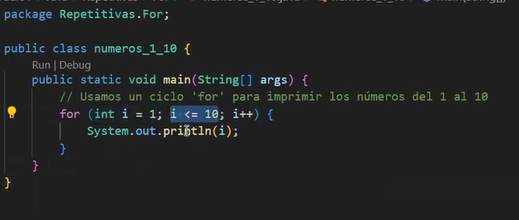 package Repetitivas.For;
public class numeros_1_10 {
Run | Debug
public static void main(String[] args) {
// Usamos un ciclo 'for' para imprimir los números del 1 al 10
for (int i = 1; i <= 10; i++) {
System.out.println(i);
}
}
}